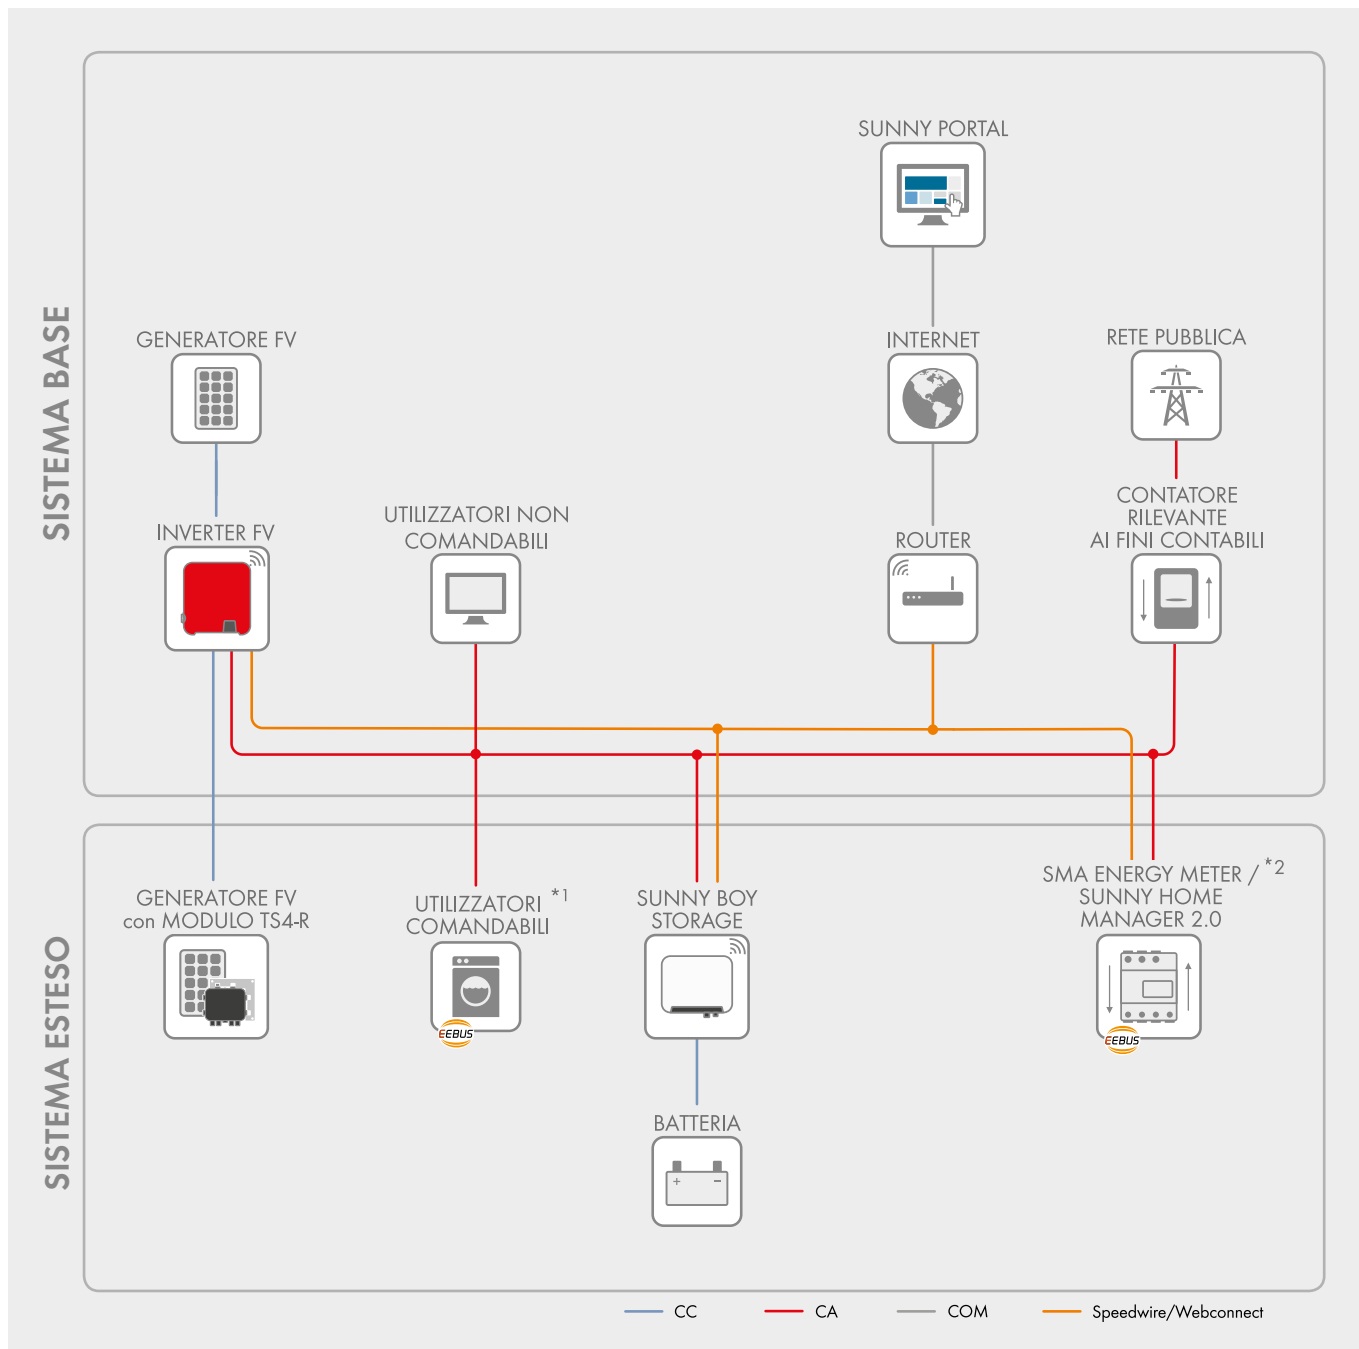 SISTEMA BASE
SUNNY PORTAL
GENERATORE FV
INTERNET
RETE PUBBLICA
INVERTER FV
UTILIZZATORI NON
COMANDABILI
ROUTER
CONTATORE
RILEVANTE
AI FINI CONTABILI
SISTEMA ESTESO
GENERATORE FV
con MODULO TS4-R
UTILIZZATORI *1
COMANDABILI
EEBUS
SUNNY BOY
STORAGE
SMA ENERGY METER / *2
SUNNY HOME
MANAGER 2.0
EEBUS
BATTERIA
+ −
CC
CA
COM
Speedwire/Webconnect